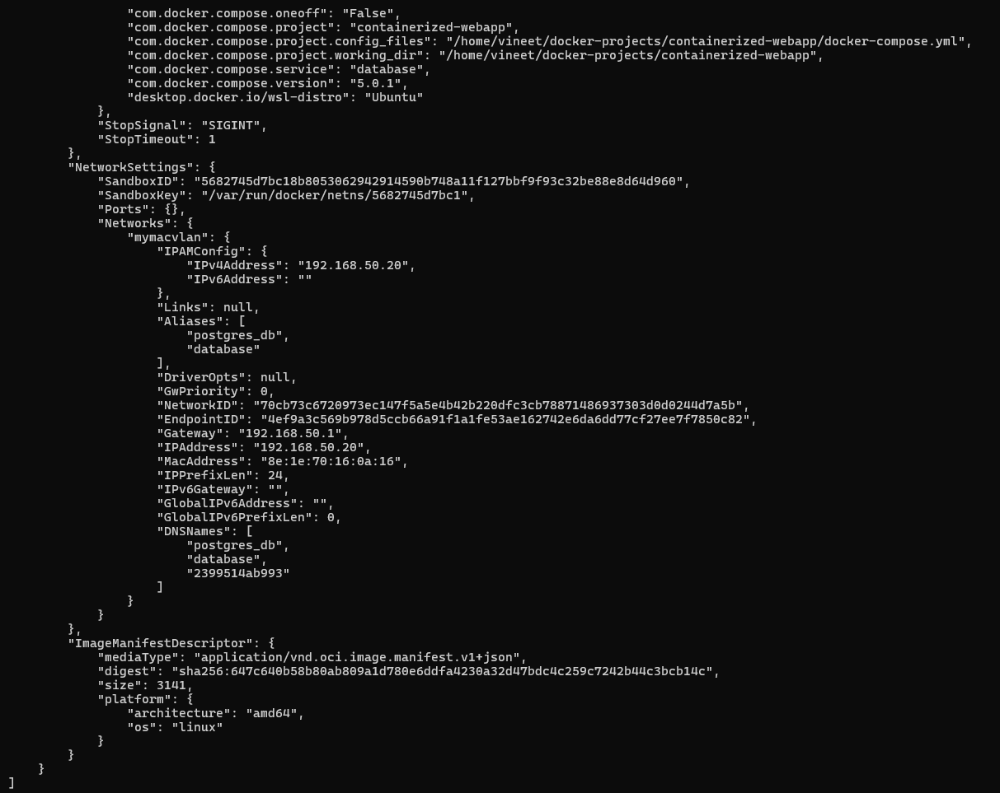 "com.docker.compose.oneoff": "False",
                "com.docker.compose.project": "containerized-webapp",
                "com.docker.compose.project.config_files": "/home/vineet/docker-projects/containerized-webapp/docker-compose.yml",
                "com.docker.compose.project.working_dir": "/home/vineet/docker-projects/containerized-webapp",
                "com.docker.compose.service": "database",
                "com.docker.compose.version": "5.0.1",
                "desktop.docker.io/wsl-distro": "Ubuntu"
            },
            "StopSignal": "SIGINT",
            "StopTimeout": 1
        },
        "NetworkSettings": {
            "SandboxID": "5682745d7bc18b8053062942914590b748a11f127bbf9f93c32be88e8d64d960",
            "SandboxKey": "/var/run/docker/netns/5682745d7bc1",
            "Ports": {},
            "Networks": {
                "mymacvlan": {
                    "IPAMConfig": {
                        "IPv4Address": "192.168.50.20",
                        "IPv6Address": ""
                    },
                    "Links": null,
                    "Aliases": [
                        "postgres_db",
                        "database"
                    ],
                    "DriverOpts": null,
                    "GwPriority": 0,
                    "NetworkID": "70cb73c6720973ec147f5a5e4b42b220dfc3cb78871486937303d0d0244d7a5b",
                    "EndpointID": "4ef9a3c569b978d5ccb66a91f1a1fe53ae162742e6da6dd77cf27ee7f7850c82",
                    "Gateway": "192.168.50.1",
                    "IPAddress": "192.168.50.20",
                    "MacAddress": "8e:1e:70:16:0a:16",
                    "IPPrefixLen": 24,
                    "IPv6Gateway": "",
                    "GlobalIPv6Address": "",
                    "GlobalIPv6PrefixLen": 0,
                    "DNSNames": [
                        "postgres_db",
                        "database",
                        "2399514ab993"
                    ]
                }
            }
        },
        "ImageManifestDescriptor": {
            "mediaType": "application/vnd.oci.image.manifest.v1+json",
            "digest": "sha256:647c640b58b80ab809a1d780e6ddfa4230a32d47bdc4c259c7242b44c3bcb14c",
            "size": 3141,
            "platform": {
                "architecture": "amd64",
                "os": "linux"
            }
        }
    }
]